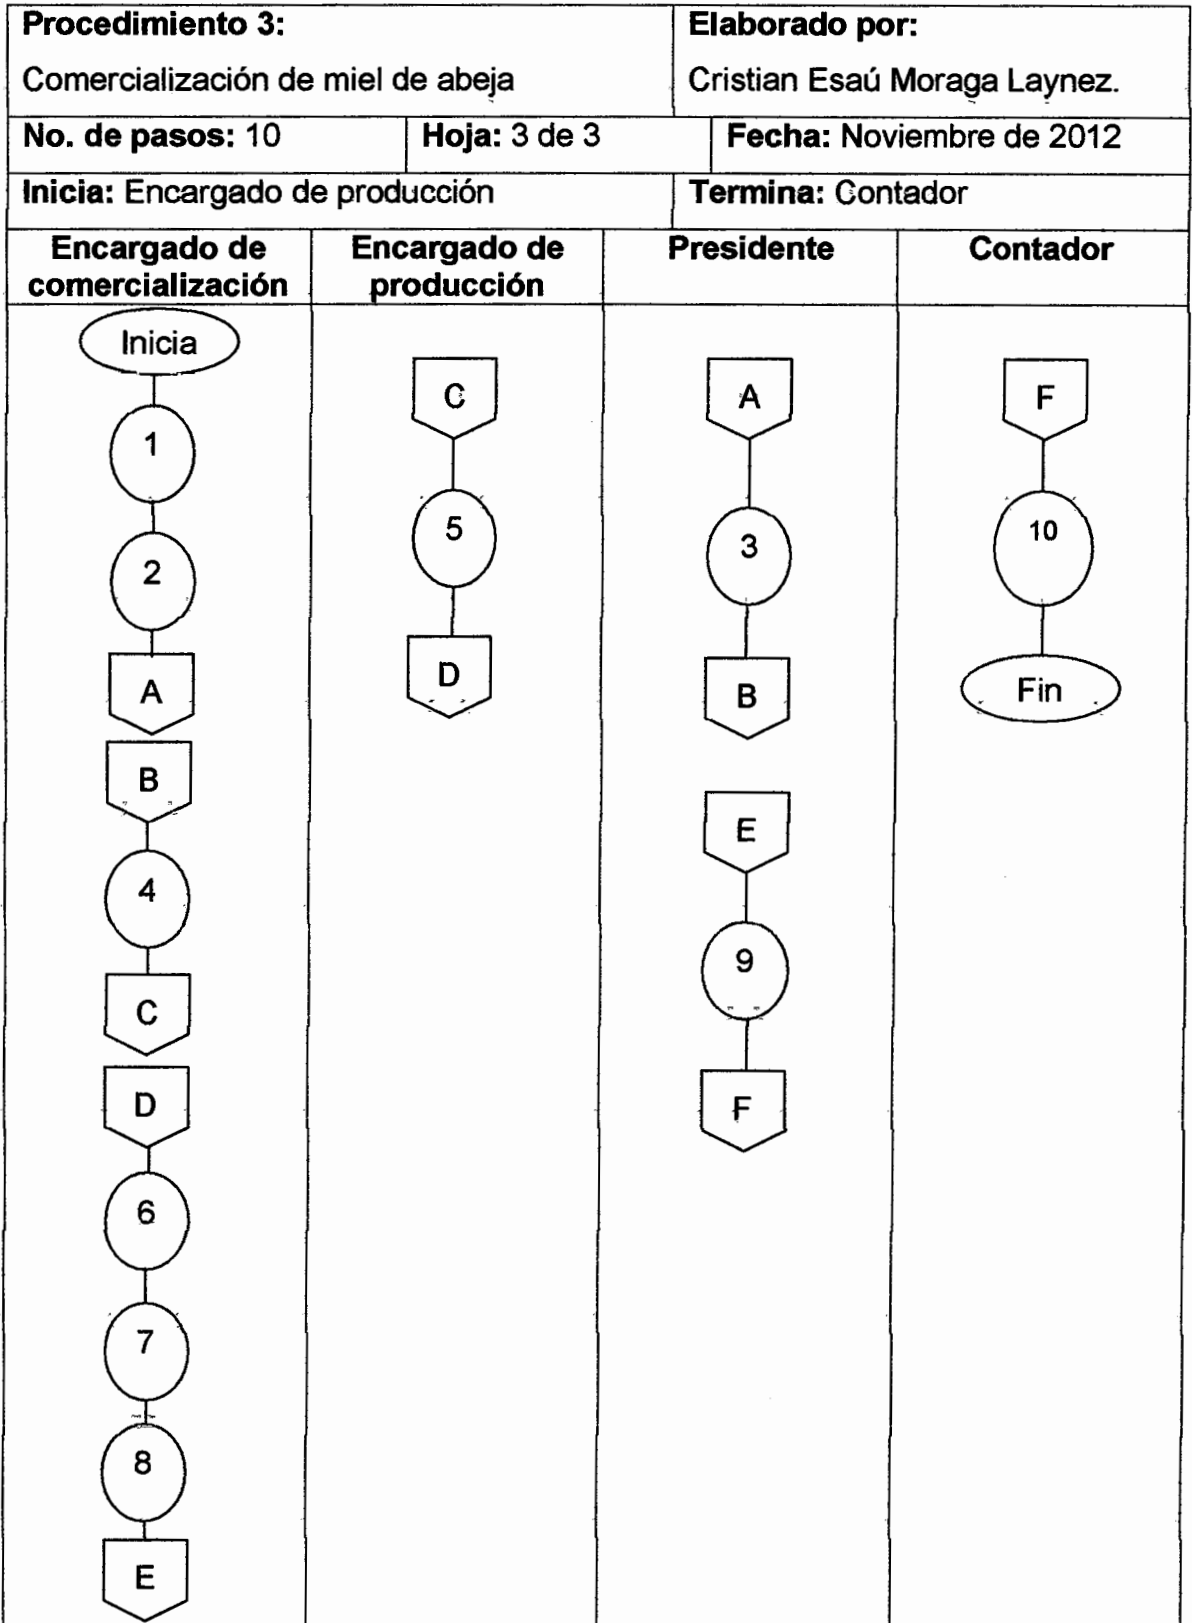 Procedimiento 3:
Comercialización de miel de abeja
Elaborado por:
Cristian Esaú Moraga Laynez.
No. de pasos: 10
Hoja: 3 de 3
Fecha: Noviembre de 2012
Inicia: Encargado de producción
Termina: Contador
Encargado de
comercialización
Encargado de
producción
Presidente
Contador
Inicia
1
2
A
B
4
C
D
6
7
8
E
C
5
D
A
3
B
E
9
F
F
10
Fin